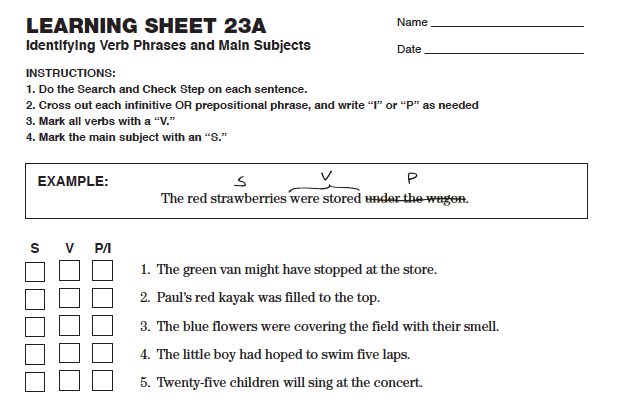 LEARNING SHEET 23A
Identifying Verb Phrases and Main Subjects
Name
Date
INSTRUCTIONS:
1. Do the Search and Check Step on each sentence.
2. Cross out each infinitive OR prepositional phrase, and write “I” or “P” as needed
3. Mark all verbs with a “V.”
4. Mark the main subject with an “S.”
S V P
EXAMPLE:
The red strawberries were stored under the wagon.
S V P/I
1. The green van might have stopped at the store.
2. Paul’s red kayak was filled to the top.
3. The blue flowers were covering the field with their smell.
4. The little boy had hoped to swim five laps.
5. Twenty-five children will sing at the concert.